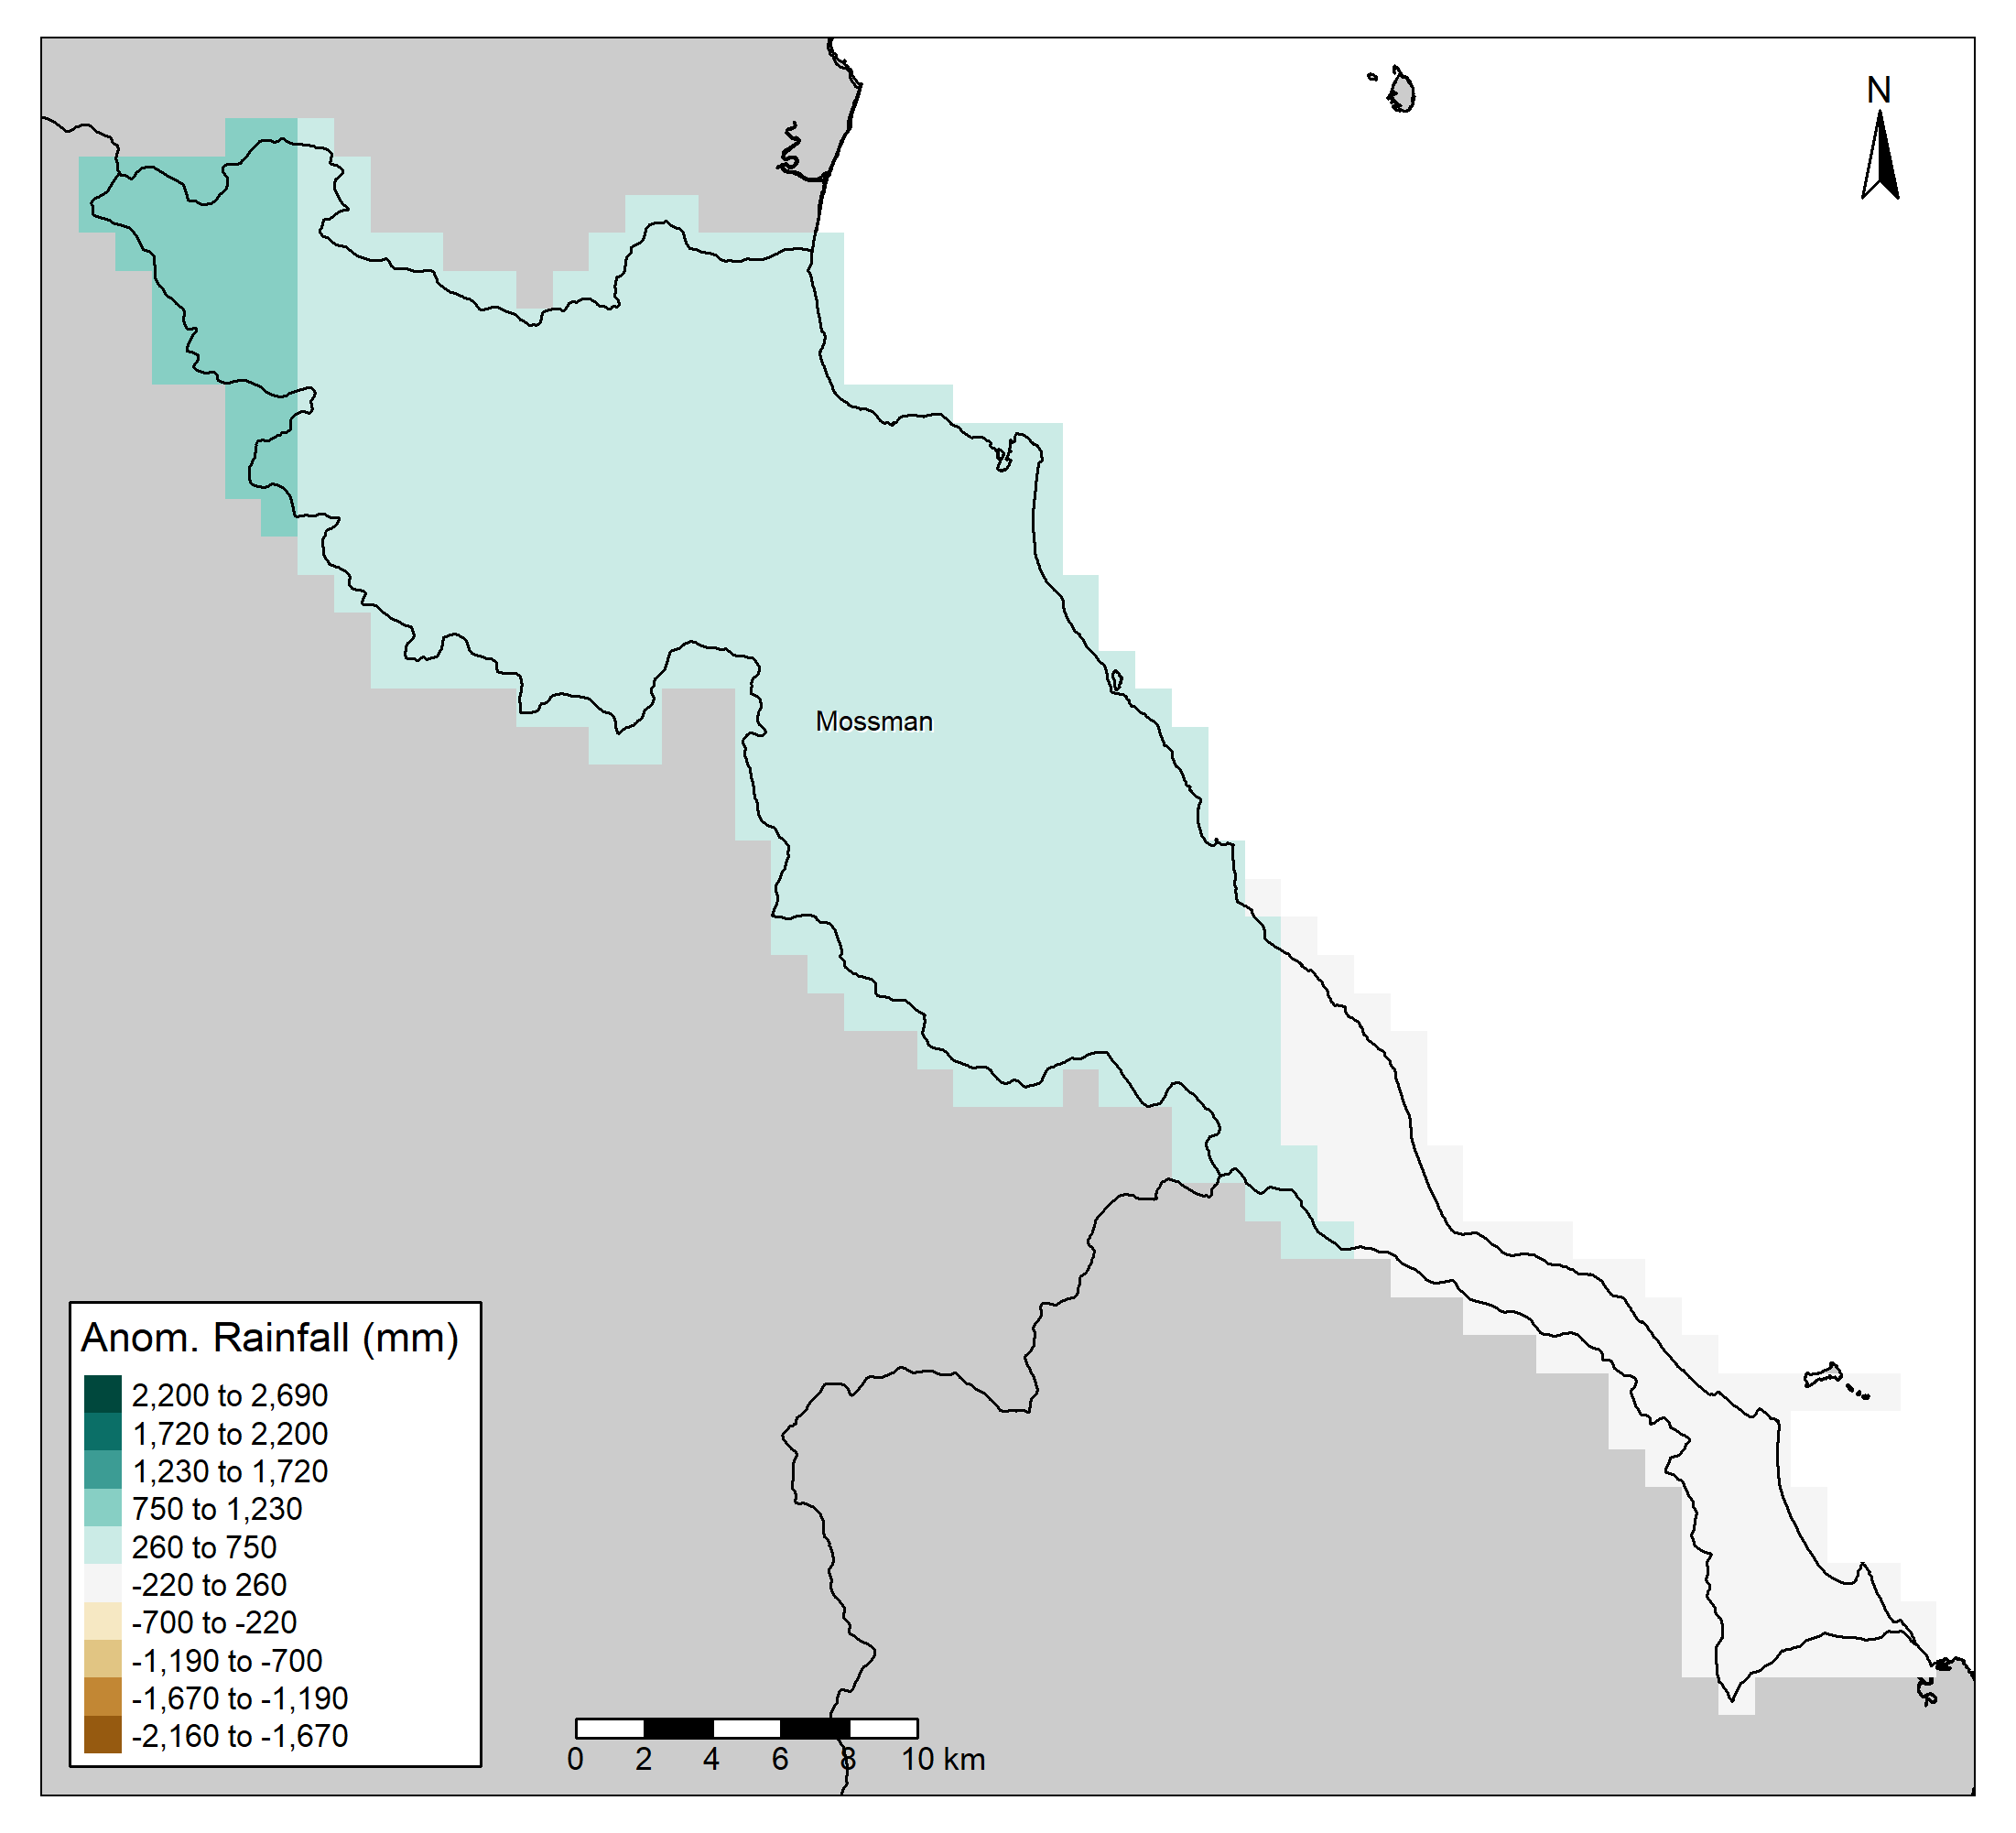 N
Mossman
Anom. Rainfall (mm)
2,200 to 2,690
1,720 to 2,200
1,230 to 1,720
750 to 1,230
260 to 750
-220 to 260
-700 to -220
-1,190 to -700
-1,670 to -1,190
-2,160 to -1,670
0 2 4 6 8 10 km